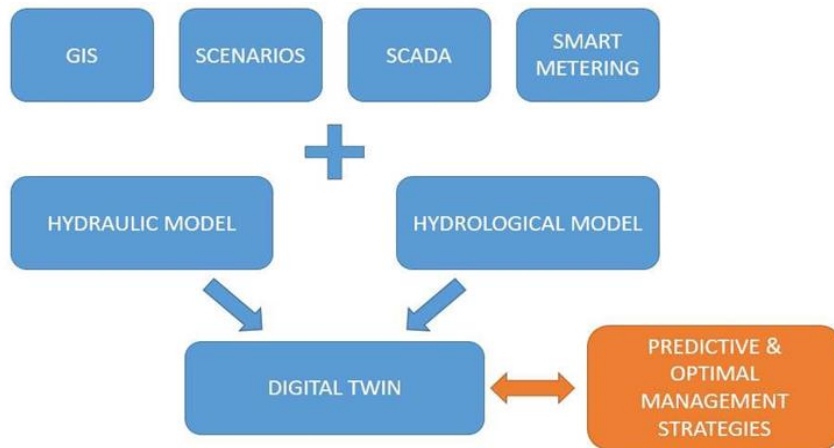 GIS
SCENARIOS
SCADA
SMART
METERING
HYDRAULIC MODEL
HYDROLOGICAL MODEL
DIGITAL TWIN
PREDICTIVE &
OPTIMAL
MANAGEMENT
STRATEGIES